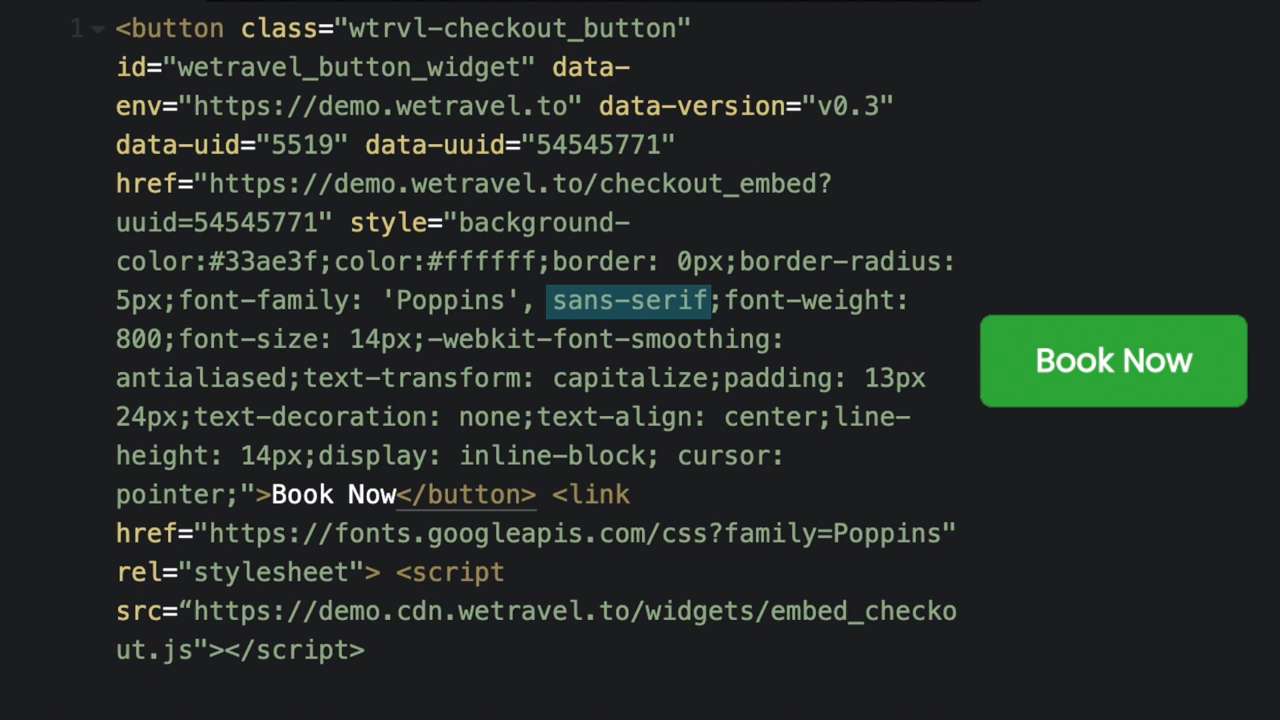 1
<button class="wtrvl-checkout_button"
id="wetravel_button_widget" data-
env="https://demo.wetravel.to" data-version="v0.3"
data-uid="5519" data-uuid="54545771"
href="https://demo.wetravel.to/checkout_embed?
uuid=54545771" style="background-
color:#33ae3f;color:#ffffff;border: 0px;border-radius:
5px;font-family: 'Poppins', sans-serif;font-weight:
800;font-size: 14px;-webkit-font-smoothing:
antialiased;text-transform: capitalize;padding: 13px
24px;text-decoration: none;text-align: center;line-
height: 14px;display: inline-block; cursor:
pointer;">Book Now</button> <link
href="https://fonts.googleapis.com/css?family=Poppins"
rel="stylesheet"> <script
src=“https://demo.cdn.wetravel.to/widgets/embed_checko
ut.js"></script>
Book Now